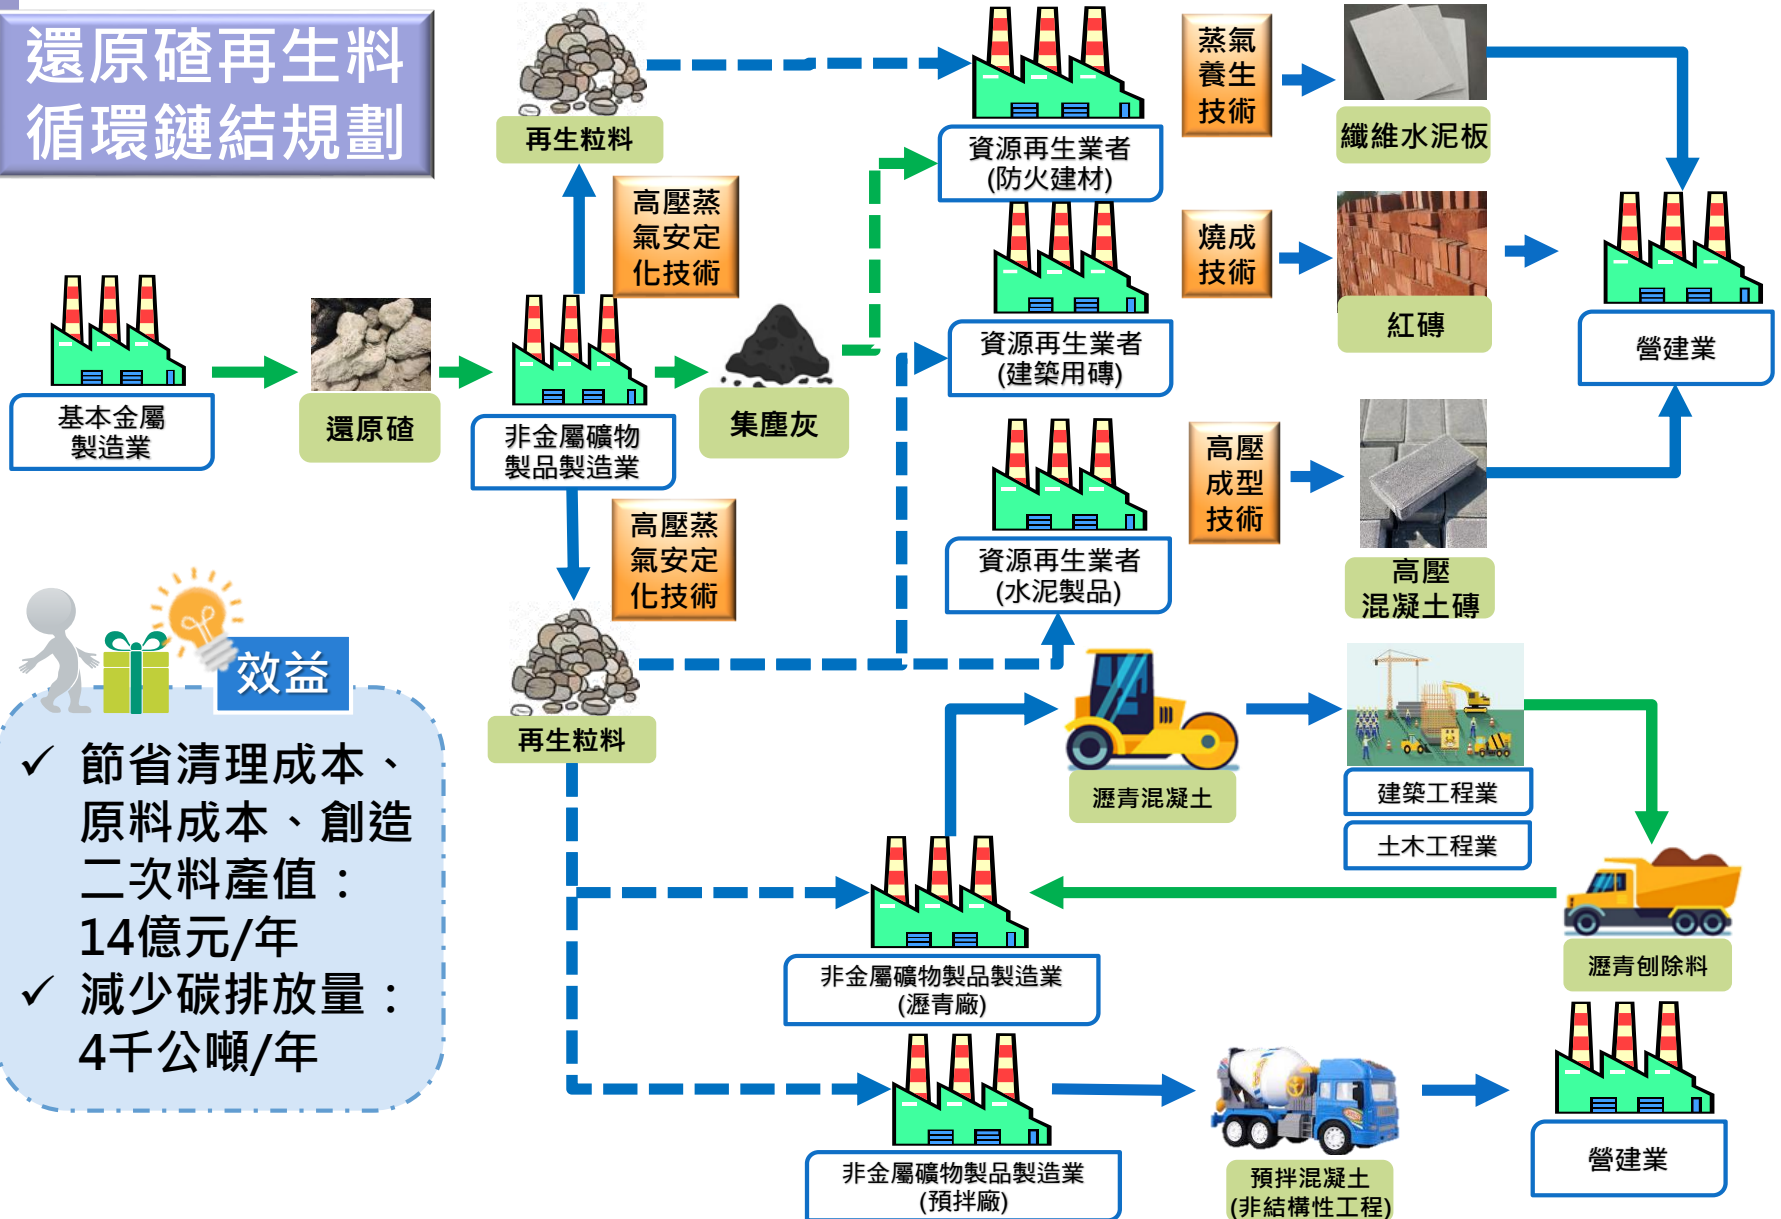 還原碴再生料
循環鏈結規劃
再生粒料
高壓蒸
氣安定
化技術
資源再生業者
(防火建材)
蒸氣
養生
技術
纖維水泥板
資源再生業者
(建築用磚)
燒成
技術
紅磚
營建業
基本金屬
製造業
還原碴
非金屬礦物
製品製造業
集塵灰
高壓蒸
氣安定
化技術
資源再生業者
(水泥製品)
高壓
成型
技術
高壓
混凝土磚
再生粒料
效益
✓ 節省清理成本、
原料成本、創造
二次料產值：
14億元/年
✓ 減少碳排放量：
4千公噸/年
瀝青混凝土
建築工程業
土木工程業
瀝青刨除料
非金屬礦物製品製造業
(瀝青廠)
非金屬礦物製品製造業
(預拌廠)
預拌混凝土
(非結構性工程)
營建業